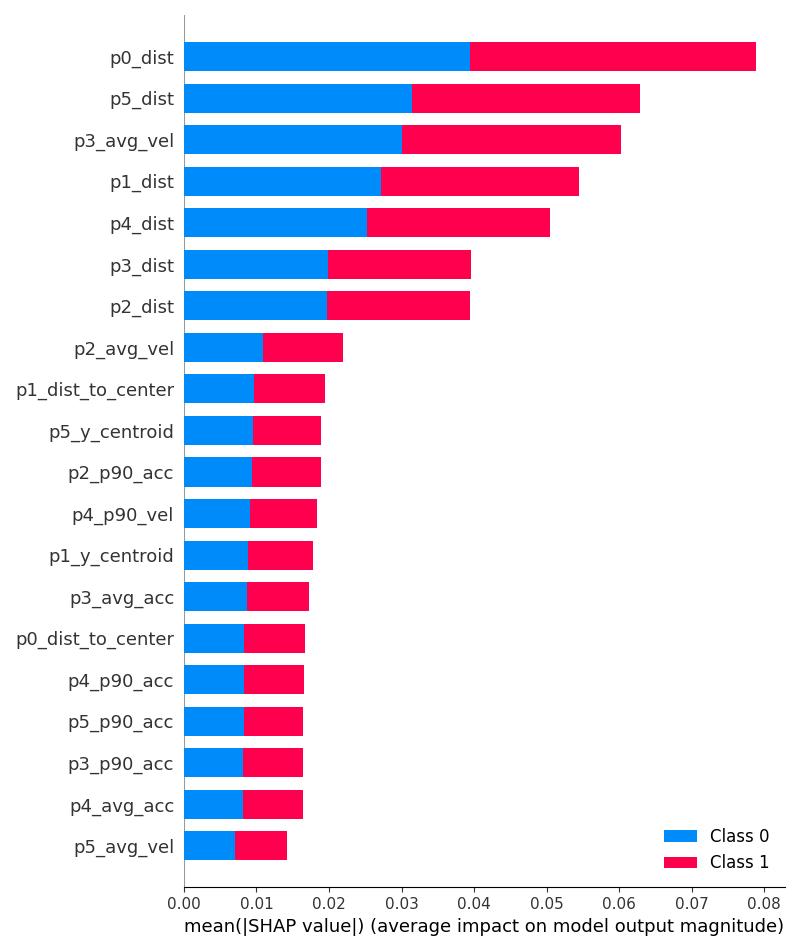 p0_dist
p5_dist
p3_avg_vel
p1_dist
p4_dist
p3_dist
p2_dist
p2_avg_vel
p1_dist_to_center
p5_y_centroid
p2_p90_acc
p4_p90_vel
p1_y_centroid
p3_avg_acc
p0_dist_to_center
p4_p90_acc
p5_p90_acc
p3_p90_acc
p4_avg_acc
p5_avg_vel
Class 0
Class 1
0.00 0.01 0.02 0.03 0.04 0.05 0.06 0.07 0.08
mean(|SHAP value|) (average impact on model output magnitude)